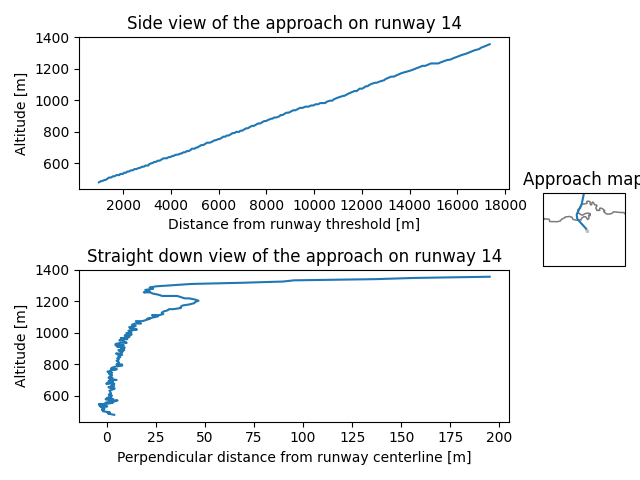 Side view of the approach on runway 14
1400
1200
1000
800
600
Altitude [m]
2000 4000 6000 8000 10000 12000 14000 16000 18000
Distance from runway threshold [m]
Approach map
Straight down view of the approach on runway 14
1400
1200
1000
800
600
Altitude [m]
0 25 50 75 100 125 150 175 200
Perpendicular distance from runway centerline [m]